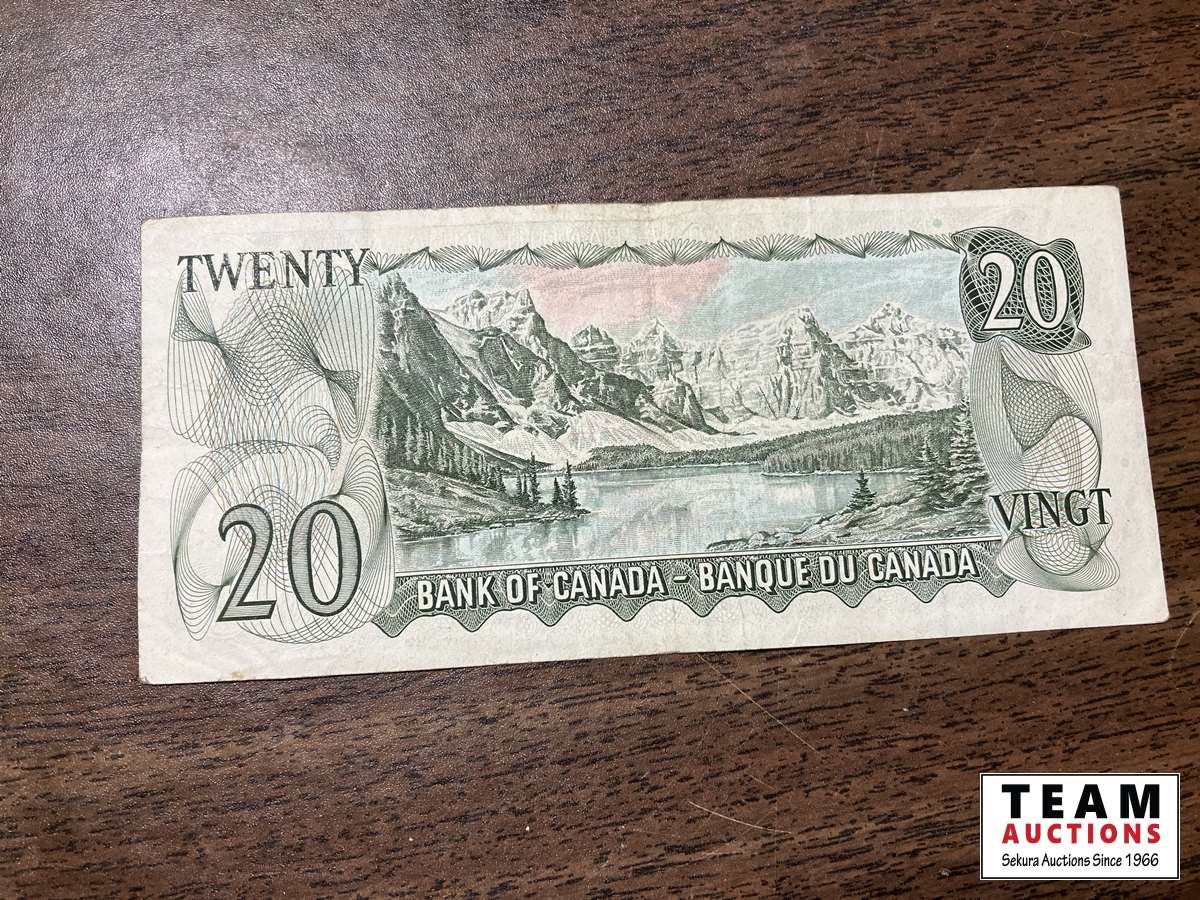 TWENTY
20
20
VINGT
BANK OF CANADA - BANQUE DU CANADA
TEAM
AUCTIONS
Sekura Auctions Since 1966